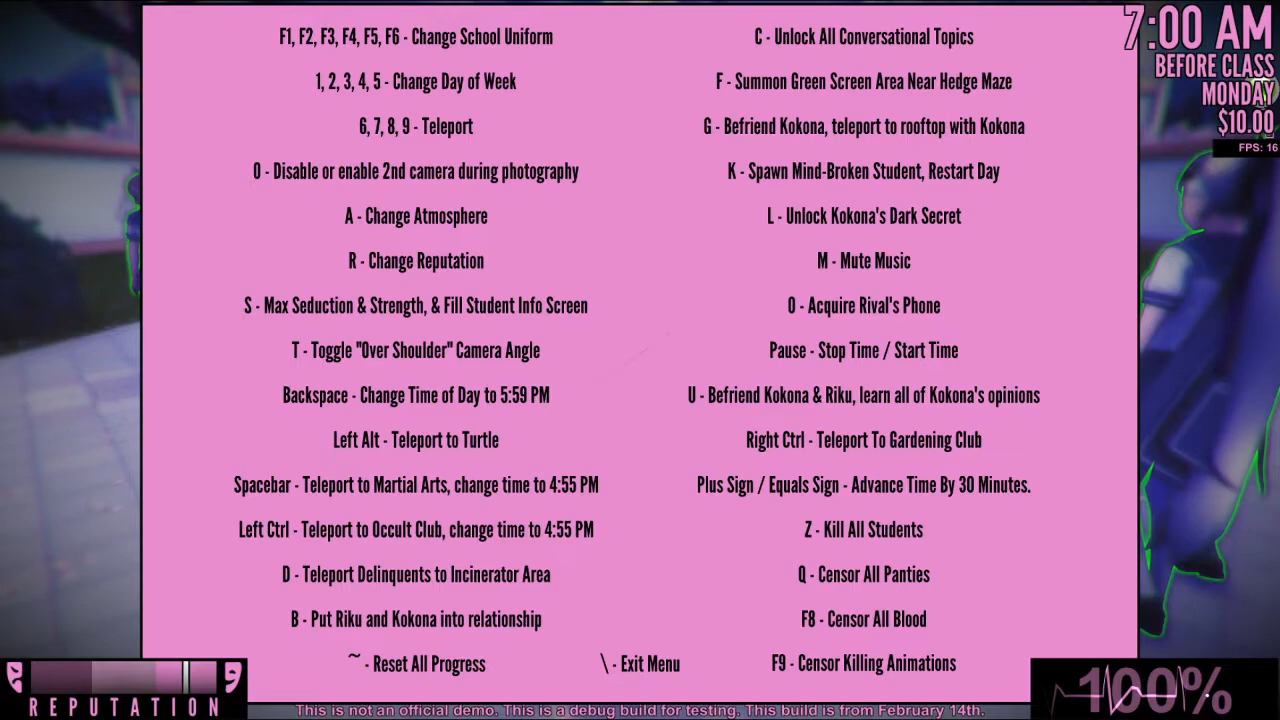 F1, F2, F3, F4, F5, F6 - Change School Uniform
1, 2, 3, 4, 5 - Change Day of Week
6, 7, 8, 9 - Teleport
0 - Disable or enable 2nd camera during photography
A - Change Atmosphere
R - Change Reputation
S - Max Seduction & Strength, & Fill Student Info Screen
T - Toggle "Over Shoulder" Camera Angle
Backspace - Change Time of Day to 5:59 PM
Left Alt - Teleport to Turtle
Spacebar - Teleport to Martial Arts, change time to 4:55 PM
Left Ctrl - Teleport to Occult Club, change time to 4:55 PM
D - Teleport Delinquents to Incinerator Area
B - Put Riku and Kokona into relationship
~ - Reset All Progress
\ - Exit Menu
C - Unlock All Conversational Topics
F - Summon Green Screen Area Near Hedge Maze
G - Befriend Kokona, teleport to rooftop with Kokona
K - Spawn Mind-Broken Student, Restart Day
L - Unlock Kokona's Dark Secret
M - Mute Music
O - Acquire Rival's Phone
Pause - Stop Time / Start Time
U - Befriend Kokona & Riku, learn all of Kokona's opinions
Right Ctrl - Teleport To Gardening Club
Plus Sign / Equals Sign - Advance Time By 30 Minutes.
Z - Kill All Students
Q - Censor All Panties
F8 - Censor All Blood
F9 - Censor Killing Animations
7:00 AM
BEFORE CLASS
MONDAY
$10.00
FPS: 16
REPUTATION
100%
This is not an official demo. This is a debug build for testing. This build is from February 14th.